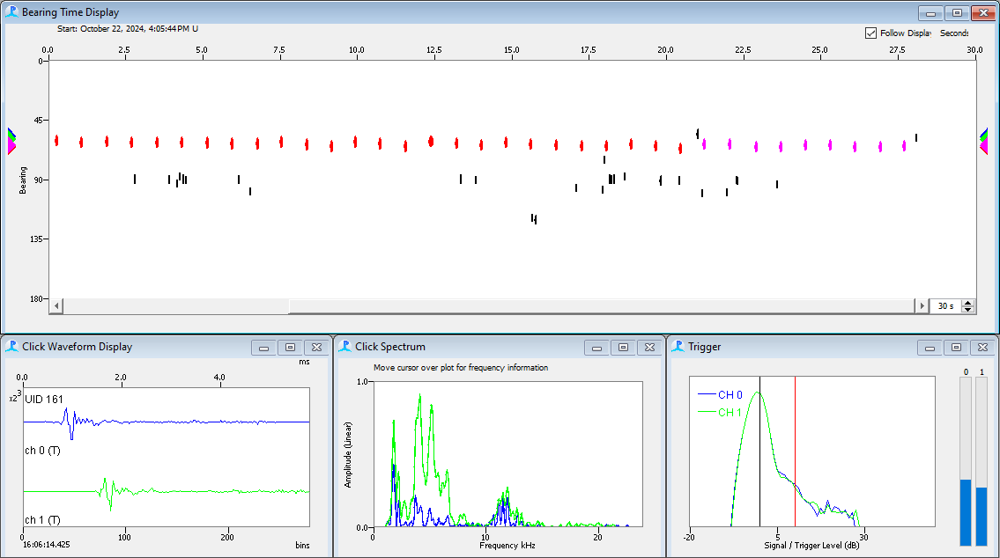 Bearing Time Display
Start: October 22, 2024, 4:05:44 PM U
Follow Display Seconds
0.0 2.5 5.0 7.5 10.0 12.5 15.0 17.5 20.0 22.5 25.0 27.5 30.0
0
45
90
135
180
Bearing
30 s
Click Waveform Display
ms
0.0 2.0 4.0
x2^3
UID 161
ch 0 (T)
ch 1 (T)
0 100 200
16:06:14.425 bins
Click Spectrum
Move cursor over plot for frequency information
1.0
0.0
Amplitude (Linear)
0 10 20
Frequency kHz
Trigger
0 1
CH 0
CH 1
-20 5 30
Signal / Trigger Level (dB)